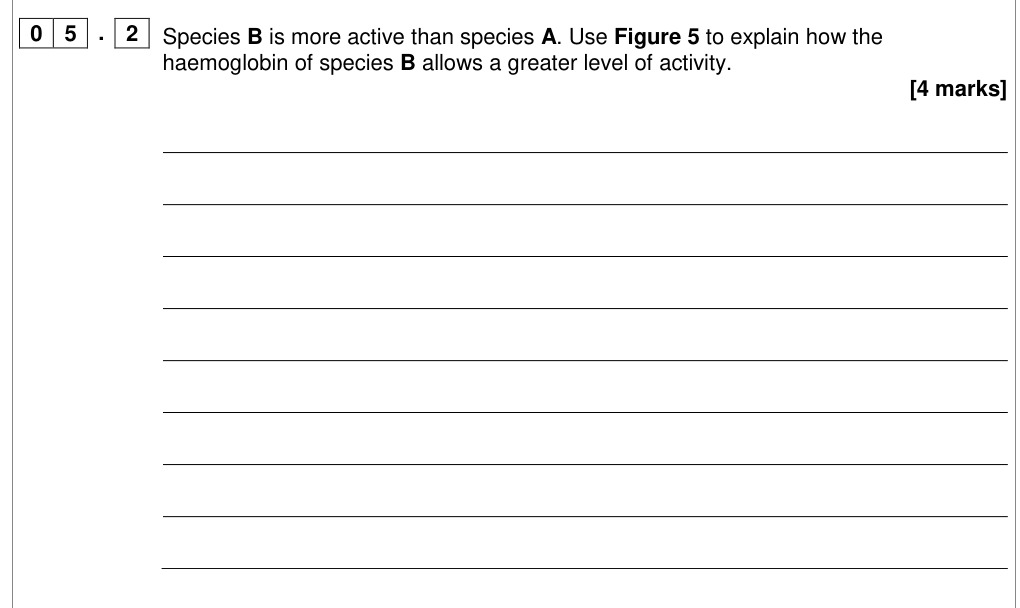 0 5 . 2 Species B is more active than species A. Use Figure 5 to explain how the
haemoglobin of species B allows a greater level of activity.
[4 marks]